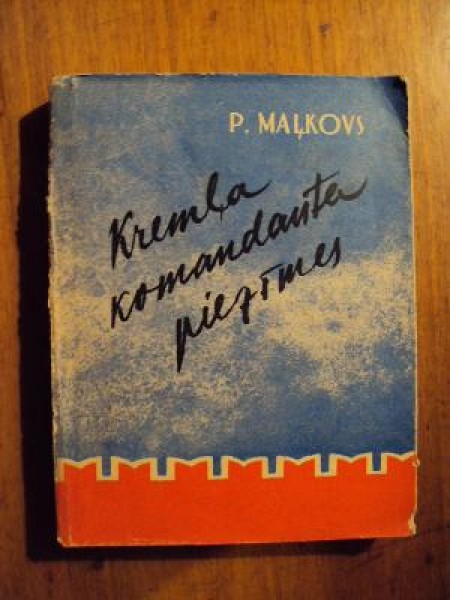 P. MAĻKOVS
Kremļa
komandanta
piezīmes